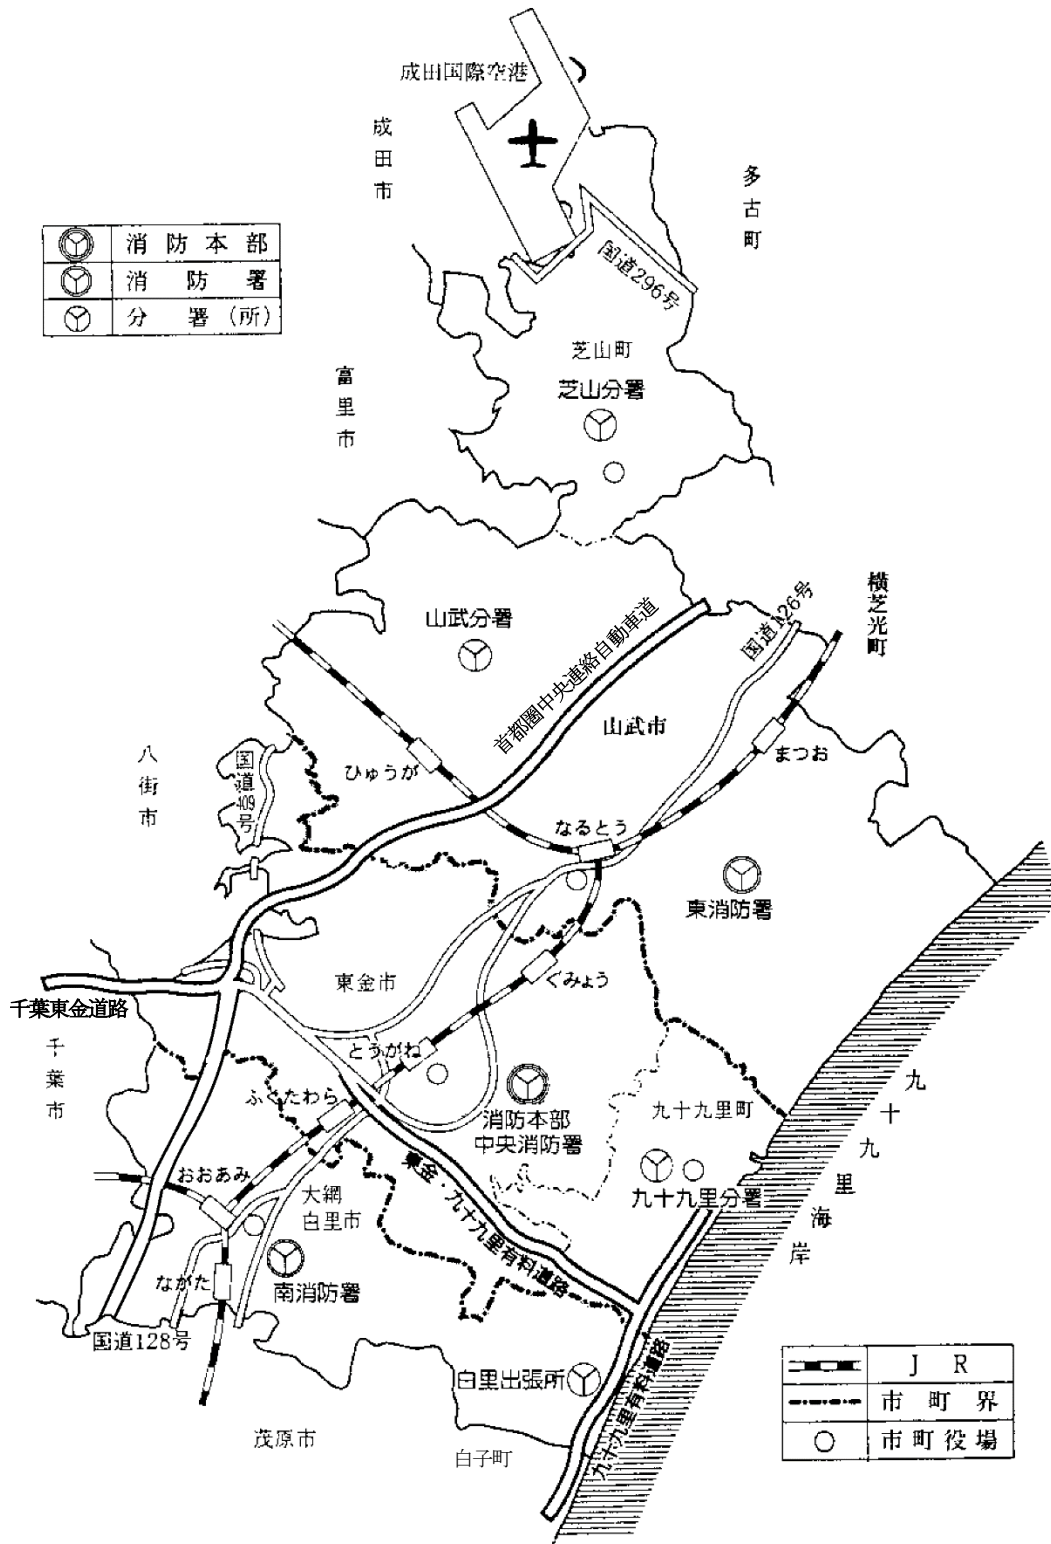 成田国際空港
成田市
多古町
消防本部
消防署
分署(所)
国道296号
芝山町
芝山分署
富里市
横芝光町
国道126号
首都圏中央連絡自動車道
山武分署
山武市
まつお
ひゅうが
八街市
国道409号
なるとう
東消防署
東金市
くみょう
千葉東金道路
千葉市
とうがね
ふくたわら
消防本部
中央消防署
九十九里町
九十九里海岸
おおあみ
大網
白里市
東金・九十九里有料道路
九十九里分署
ながた
南消防署
国道128号
白里出張所
九十九里有料道路
茂原市
白子町
JR
市町界
市町役場